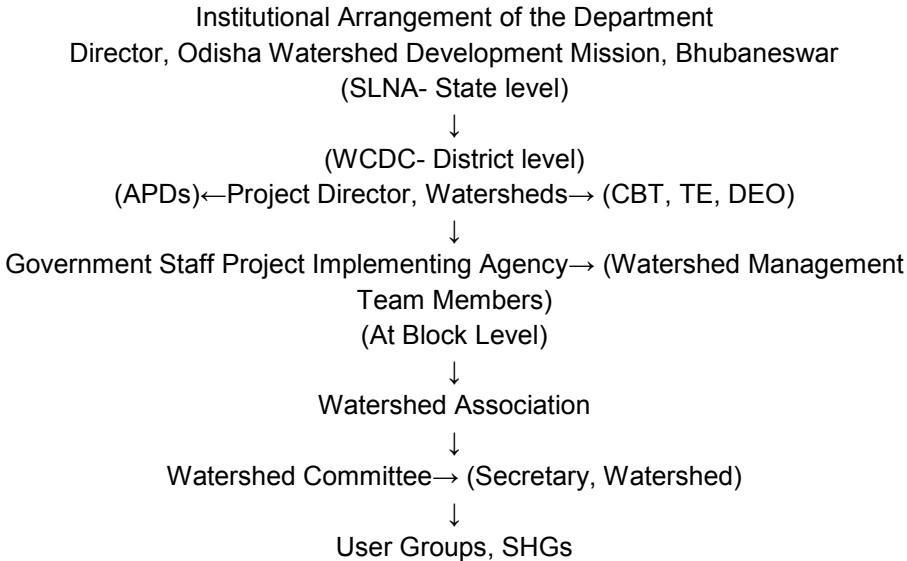 Institutional Arrangement of the Department
Director, Odisha Watershed Development Mission, Bhubaneswar
(SLNA- State level)
↓
(WCDC- District level)
(APDs)←Project Director, Watersheds→ (CBT, TE, DEO)
↓
Government Staff Project Implementing Agency→ (Watershed Management
Team Members)
(At Block Level)
↓
Watershed Association
↓
Watershed Committee→ (Secretary, Watershed)
↓
User Groups, SHGs